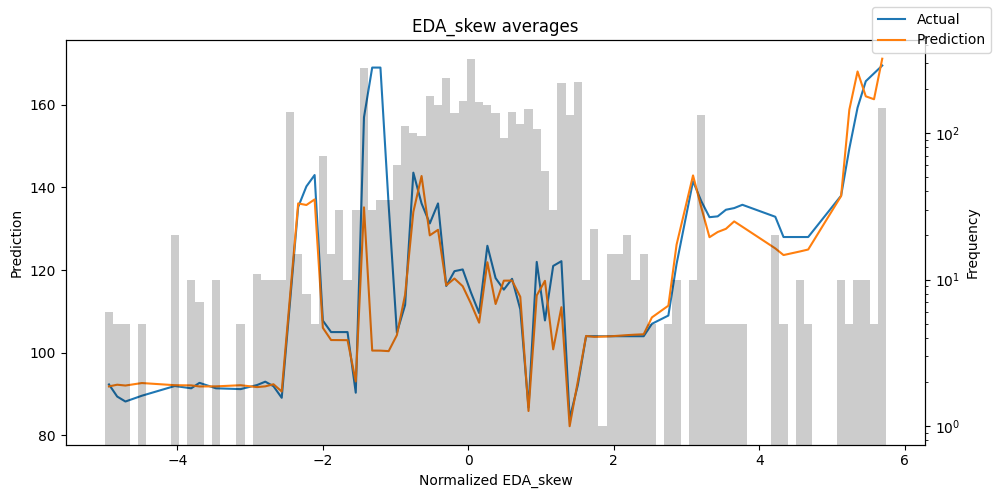 EDA_skew averages
Actual
Prediction
Prediction
160
140
120
100
80
10²
10¹
10⁰
Frequency
−4
−2
0
2
4
6
Normalized EDA_skew